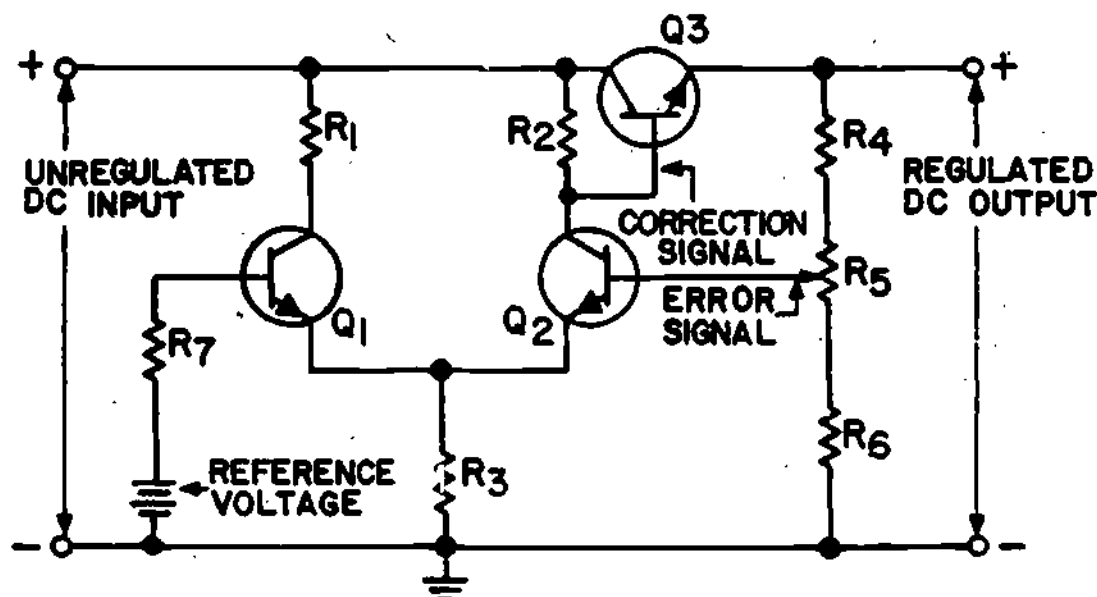 Q3
+
+
R1
R2
R4
UNREGULATED
DC INPUT
REGULATED
DC OUTPUT
CORRECTION
SIGNAL
R5
ERROR
SIGNAL
Q1
Q2
R7
R6
REFERENCE
VOLTAGE
R3
-
-